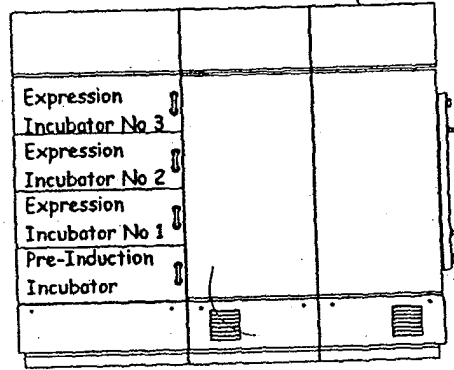 Expression
Incubator No 3
Expression
Incubator No 2
Expression
Incubator No 1
Pre-Induction
Incubator